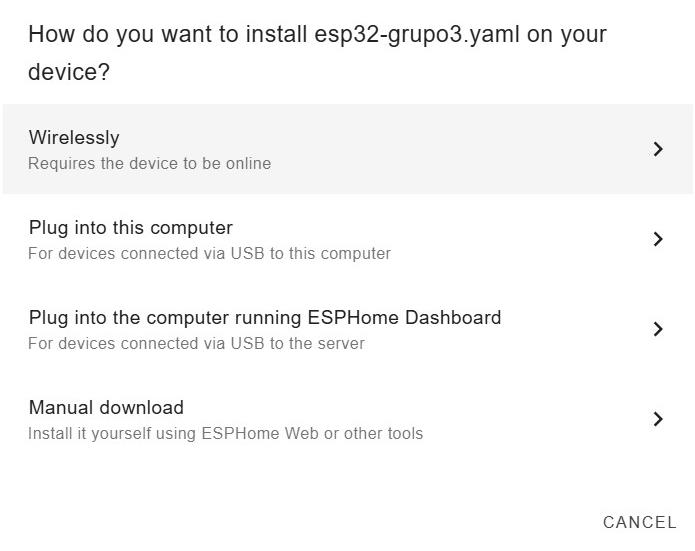 How do you want to install esp32-grupo3.yaml on your
device?
Wirelessly
Requires the device to be online
Plug into this computer
For devices connected via USB to this computer
Plug into the computer running ESPHome Dashboard
For devices connected via USB to the server
Manual download
Install it yourself using ESPHome Web or other tools
CANCEL